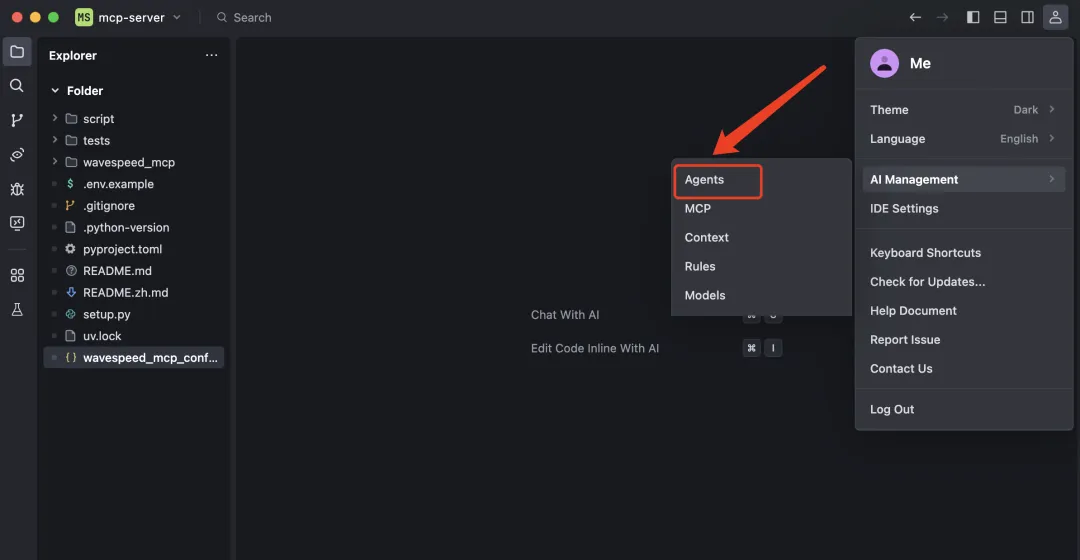 MS mcp-server
Search
Explorer
Folder
script
tests
wavespeed_mcp
.env.example
.gitignore
.python-version
pyproject.toml
README.md
README.zh.md
setup.py
uv.lock
wavespeed_mcp_conf...
Chat With AI
Edit Code Inline With AI ⌘ I
Agents
MCP
Context
Rules
Models
Me
Theme Dark
Language English
AI Management
IDE Settings
Keyboard Shortcuts
Check for Updates...
Help Document
Report Issue
Contact Us
Log Out